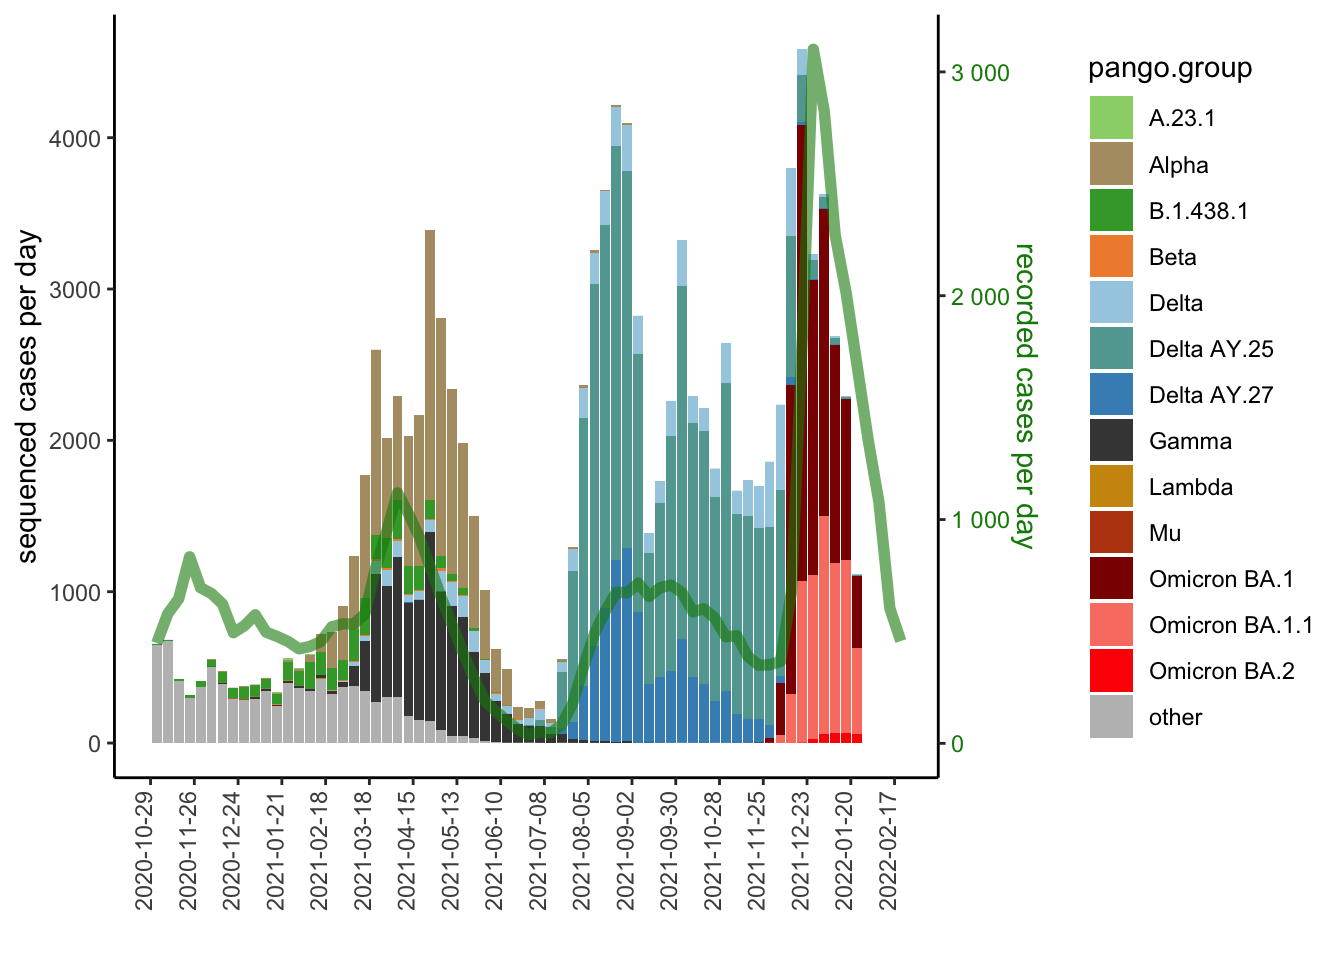 sequenced cases per day
4000
3000
2000
1000
0
3 000
2 000
1 000
0
recorded cases per day
2020-10-29
2020-11-26
2020-12-24
2021-01-21
2021-02-18
2021-03-18
2021-04-15
2021-05-13
2021-06-10
2021-07-08
2021-08-05
2021-09-02
2021-09-30
2021-10-28
2021-11-25
2021-12-23
2022-01-20
2022-02-17
pango.group
A.23.1
Alpha
B.1.438.1
Beta
Delta
Delta AY.25
Delta AY.27
Gamma
Lambda
Mu
Omicron BA.1
Omicron BA.1.1
Omicron BA.2
other